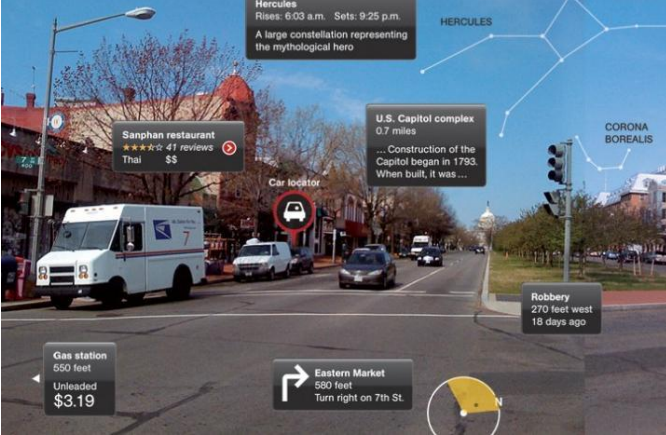 Hercules
Rises: 6:03 a.m. Sets: 9:25 p.m.
A large constellation representing
the mythological hero
HERCULES
CORONA
BOREALIS
Sanphan restaurant
41 reviews
Thai $$
U.S. Capitol complex
0.7 miles
... Construction of the
Capitol began in 1793.
When built, it was ...
Car locator
7
Robbery
270 feet west
18 days ago
Gas station
550 feet
Unleaded
$3.19
Eastern Market
580 feet
Turn right on 7th St.
N